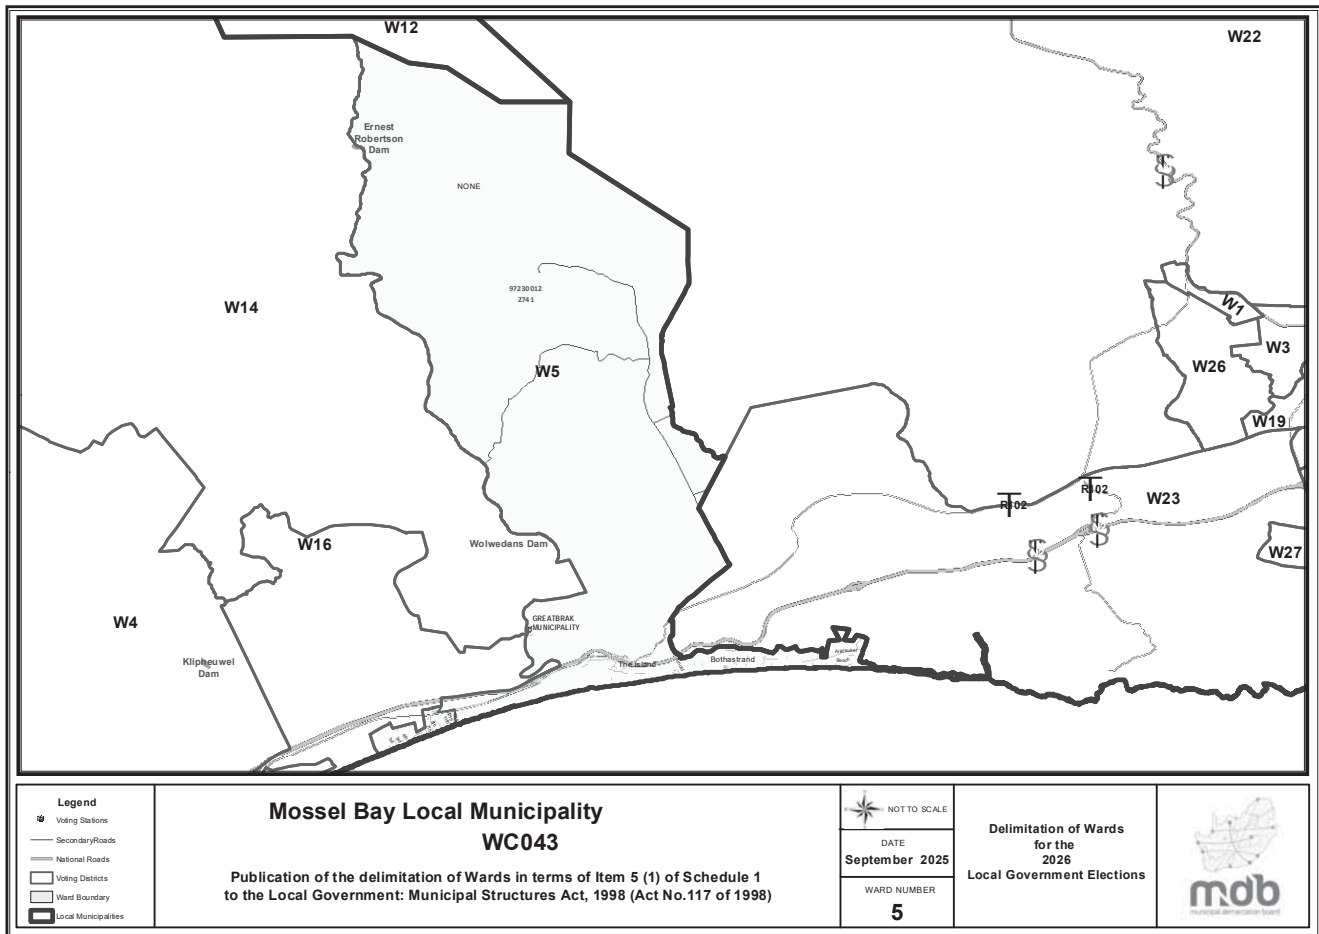 W12
W22
Ernest
Robertson
Dam
NONE
97230012
2741
W14
W1
W3
W26
W5
W19
R102
R102
W23
W16
Wolwedans Dam
W27
W4
GREATBRAK
MUNICIPALITY
Klipheuwel
Dam
The Island
Bothastrand
Beach
Legend
Voting Stations
SecondaryRoads
National Roads
Voting Districts
Ward Boundary
Local Municipalities
Mossel Bay Local Municipality
WC043
Publication of the delimitation of Wards in terms of Item 5 (1) of Schedule 1
to the Local Government: Municipal Structures Act, 1998 (Act No.117 of 1998)
NOT TO SCALE
DATE
September 2025
WARD NUMBER
5
Delimitation of Wards
for the
2026
Local Government Elections
mdb
municipal demarcation board